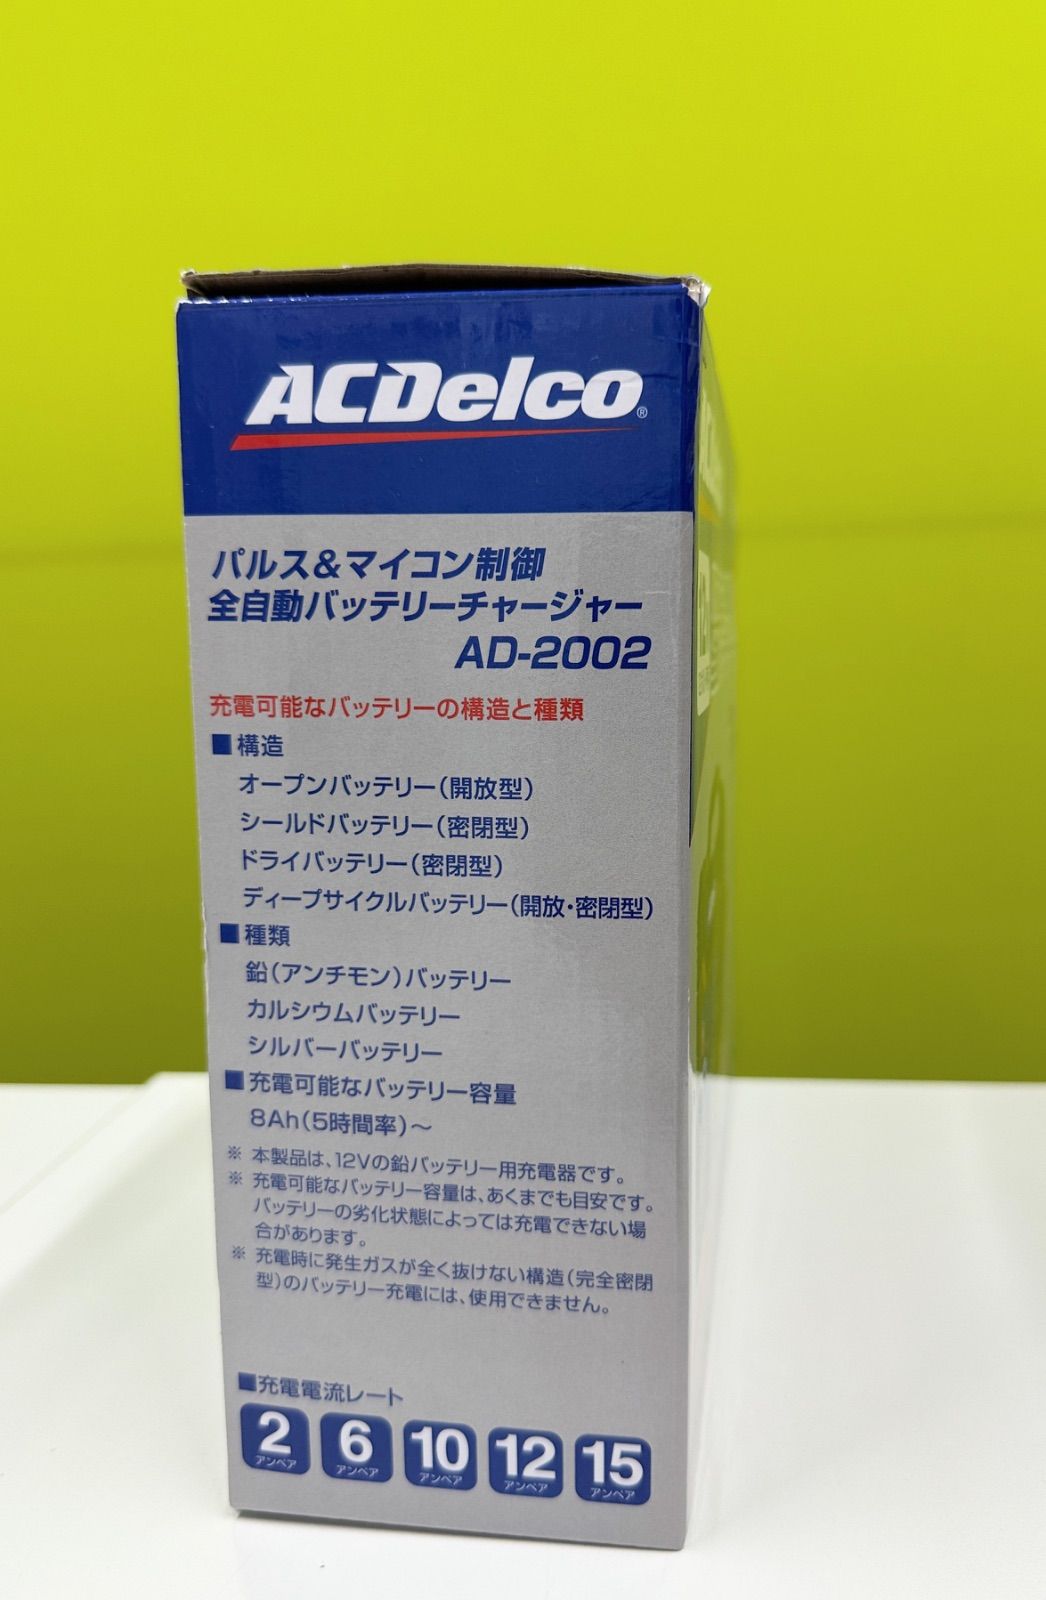 ACDelco®
パルス&マイコン制御
全自動バッテリーチャージャー
AD-2002
充電可能なバッテリーの構造と種類
■構造
オープンバッテリー(開放型)
シールドバッテリー(密閉型)
ドライバッテリー(密閉型)
ディープサイクルバッテリー(開放・密閉型)
■種類
鉛(アンチモン)バッテリー
カルシウムバッテリー
シルバーバッテリー
■充電可能なバッテリー容量
8Ah(5時間率)～
※ 本製品は、12Vの鉛バッテリー用充電器です。
※ 充電可能なバッテリー容量は、あくまでも目安です。
バッテリーの劣化状態によっては充電できない場
合があります。
※ 充電時に発生ガスが全く抜けない構造(完全密閉
型)のバッテリー充電には、使用できません。
■充電電流レート
2 6 10 12 15
アンペア アンペア アンペア アンペア アンペア